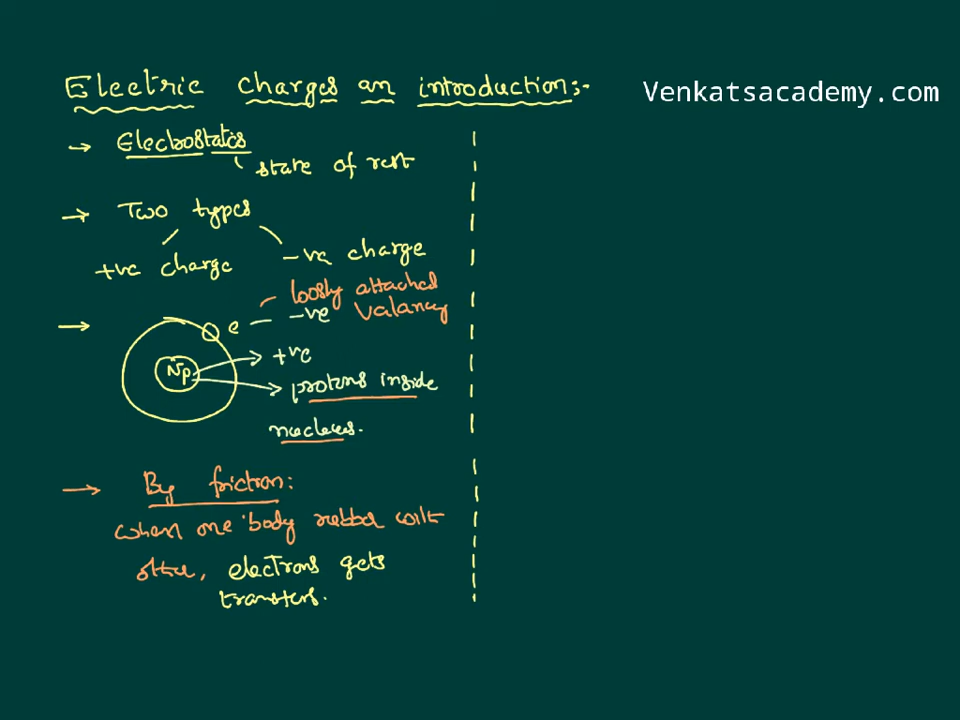 Electric charges an introduction:-
Venkatsacademy.com
→ Electrostatics
state of rest
→ Two types
+ve charge
-ve charge
loosly attached
→ e -ve valancy
Np
+ve
protons inside
nucleus.
→ By friction:
when one body rubbed with
other, electrons gets
transfers.